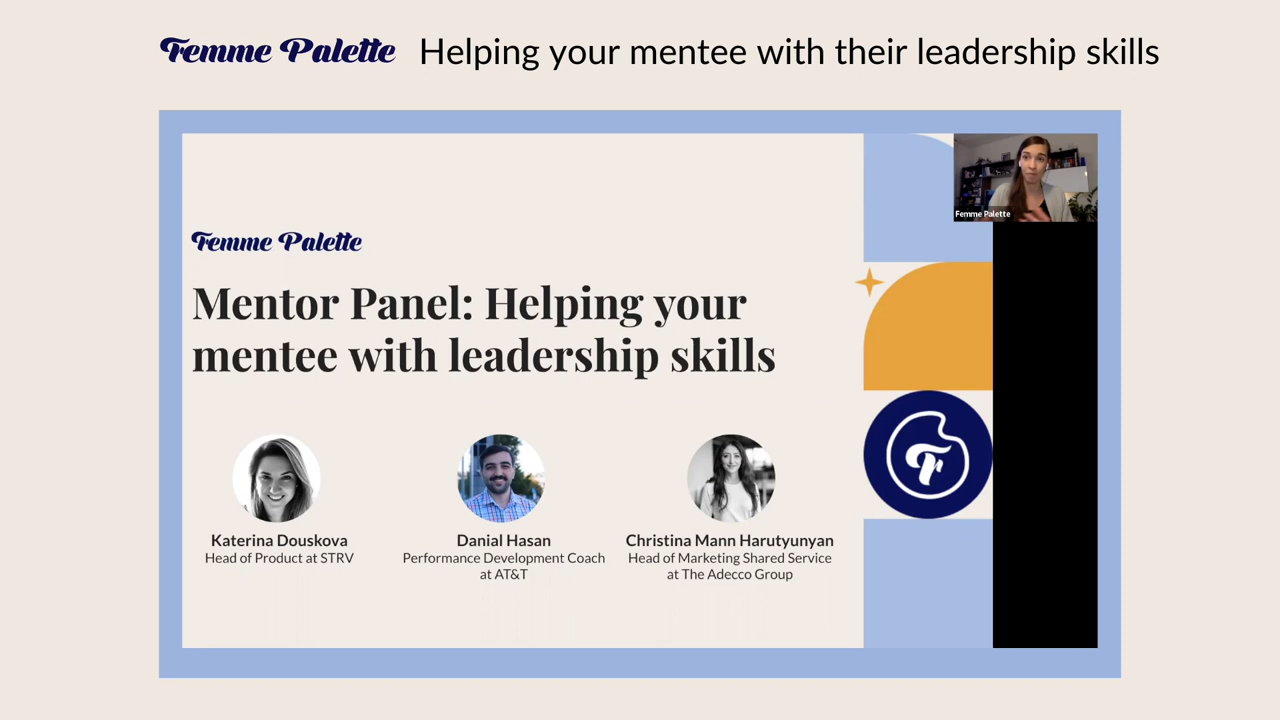 Femme Palette Helping your mentee with their leadership skills
Femme Palette
Femme Palette
Mentor Panel: Helping your
mentee with leadership skills
Katerina Douskova
Head of Product at STRV
Danial Hasan
Performance Development Coach
at AT&T
Christina Mann Harutyunyan
Head of Marketing Shared Service
at The Adecco Group